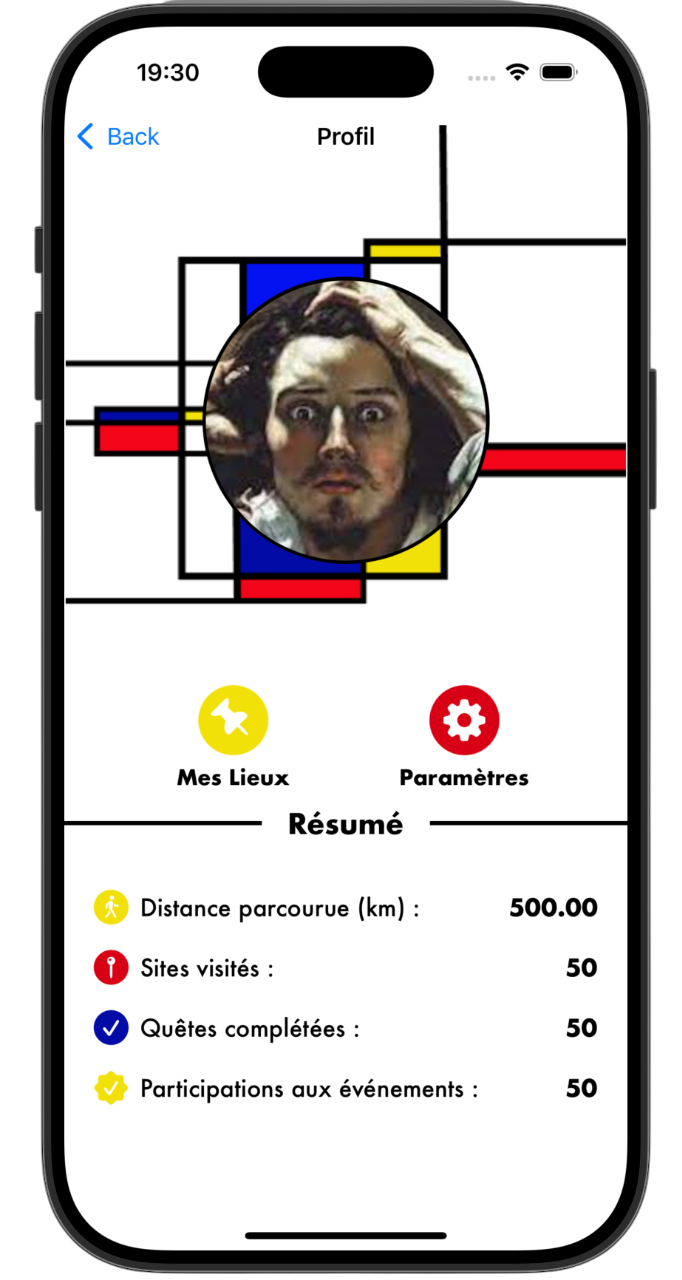 19:30
Back Profil
Mes Lieux Paramètres
Résumé
Distance parcourue (km) : 500.00
Sites visités : 50
Quêtes complétées : 50
Participations aux événements : 50